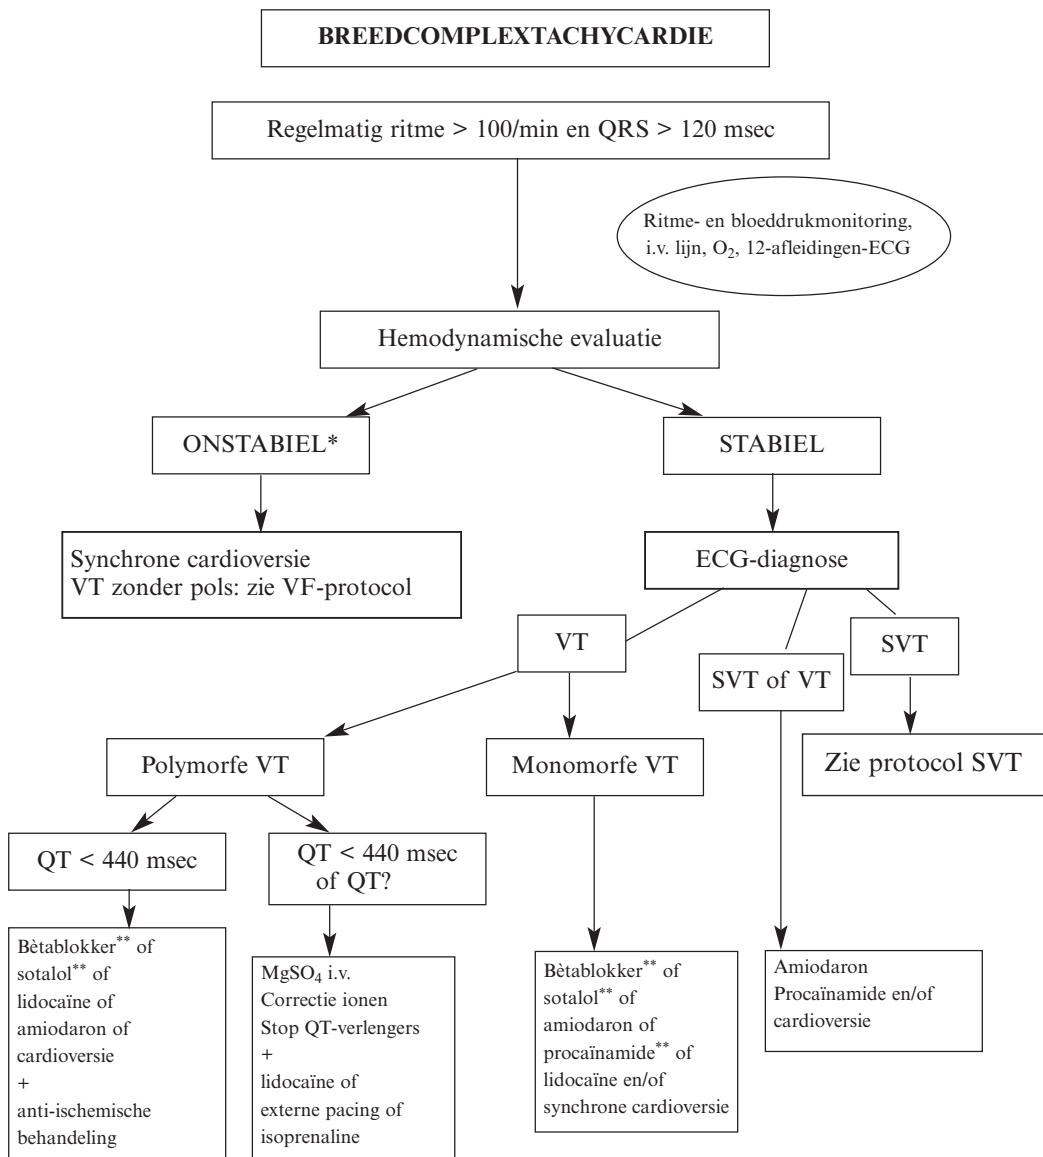 BREEDCOMPLEXTACHYCARDIE
Regelmatig ritme > 100/min en QRS > 120 msec
Ritme- en bloeddrukmonitoring,
i.v. lijn, O₂, 12-afleidingen-ECG
Hemodynamische evaluatie
ONSTABIEL*
STABIEL
Synchrone cardioversie
VT zonder pols: zie VF-protocol
ECG-diagnose
VT
SVT of VT
SVT
Polymorfe VT
Monomorfe VT
Zie protocol SVT
QT < 440 msec
QT < 440 msec
of QT?
Bètablokker** of
sotalol** of
lidocaïne of
amiodaron of
cardioversie
+
anti-ischemische
behandeling
MgSO₄ i.v.
Correctie ionen
Stop QT-verlengers
+
lidocaïne of
externe pacing of
isoprenaline
Bètablokker** of
sotalol** of
amiodaron of
procaïnamide** of
lidocaïne en/of
synchrone cardioversie
Amiodaron
Procaïnamide en/of
cardioversie